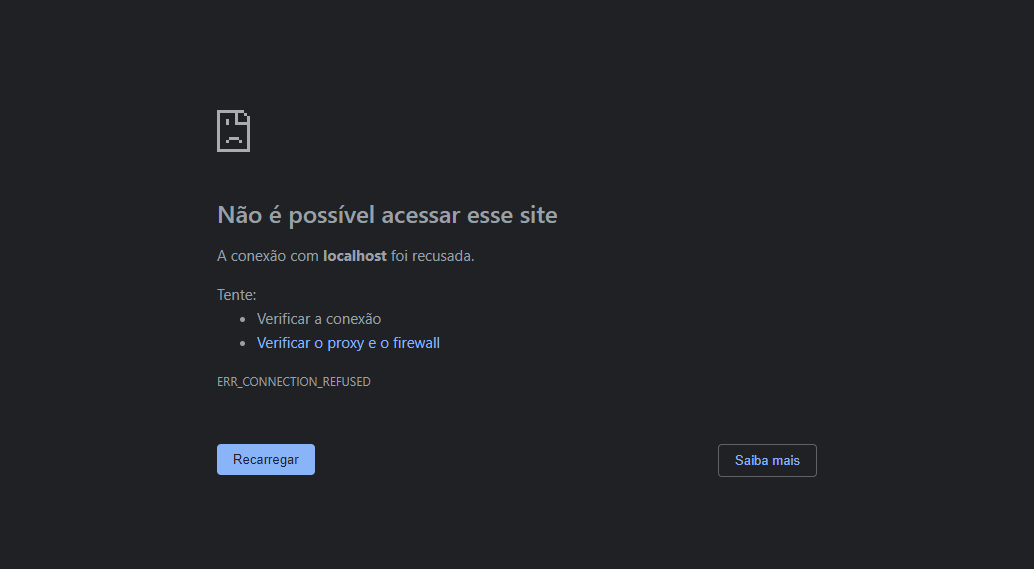 Não é possível acessar esse site
A conexão com localhost foi recusada.
Tente:
• Verificar a conexão
• Verificar o proxy e o firewall
ERR_CONNECTION_REFUSED
Recarregar
Saiba mais